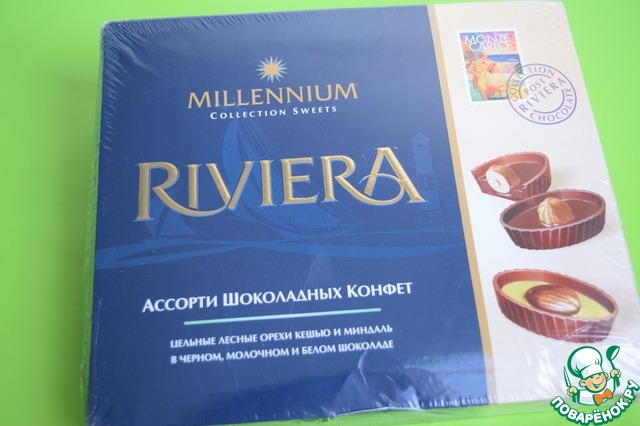 MILLENNIUM
COLLECTION SWEETS
RIVIERA
АССОРТИ ШОКОЛАДНЫХ КОНФЕТ
ЦЕЛЬНЫЕ ЛЕСНЫЕ ОРЕХИ КЕШЬЮ И МИНДАЛЬ
В ЧЕРНОМ, МОЛОЧНОМ И БЕЛОМ ШОКОЛАДЕ
MONTE
CARLO
COLLECTION
POST
RIVIERA
CHOCOLATE
ПОВАРЁНОК.РУ